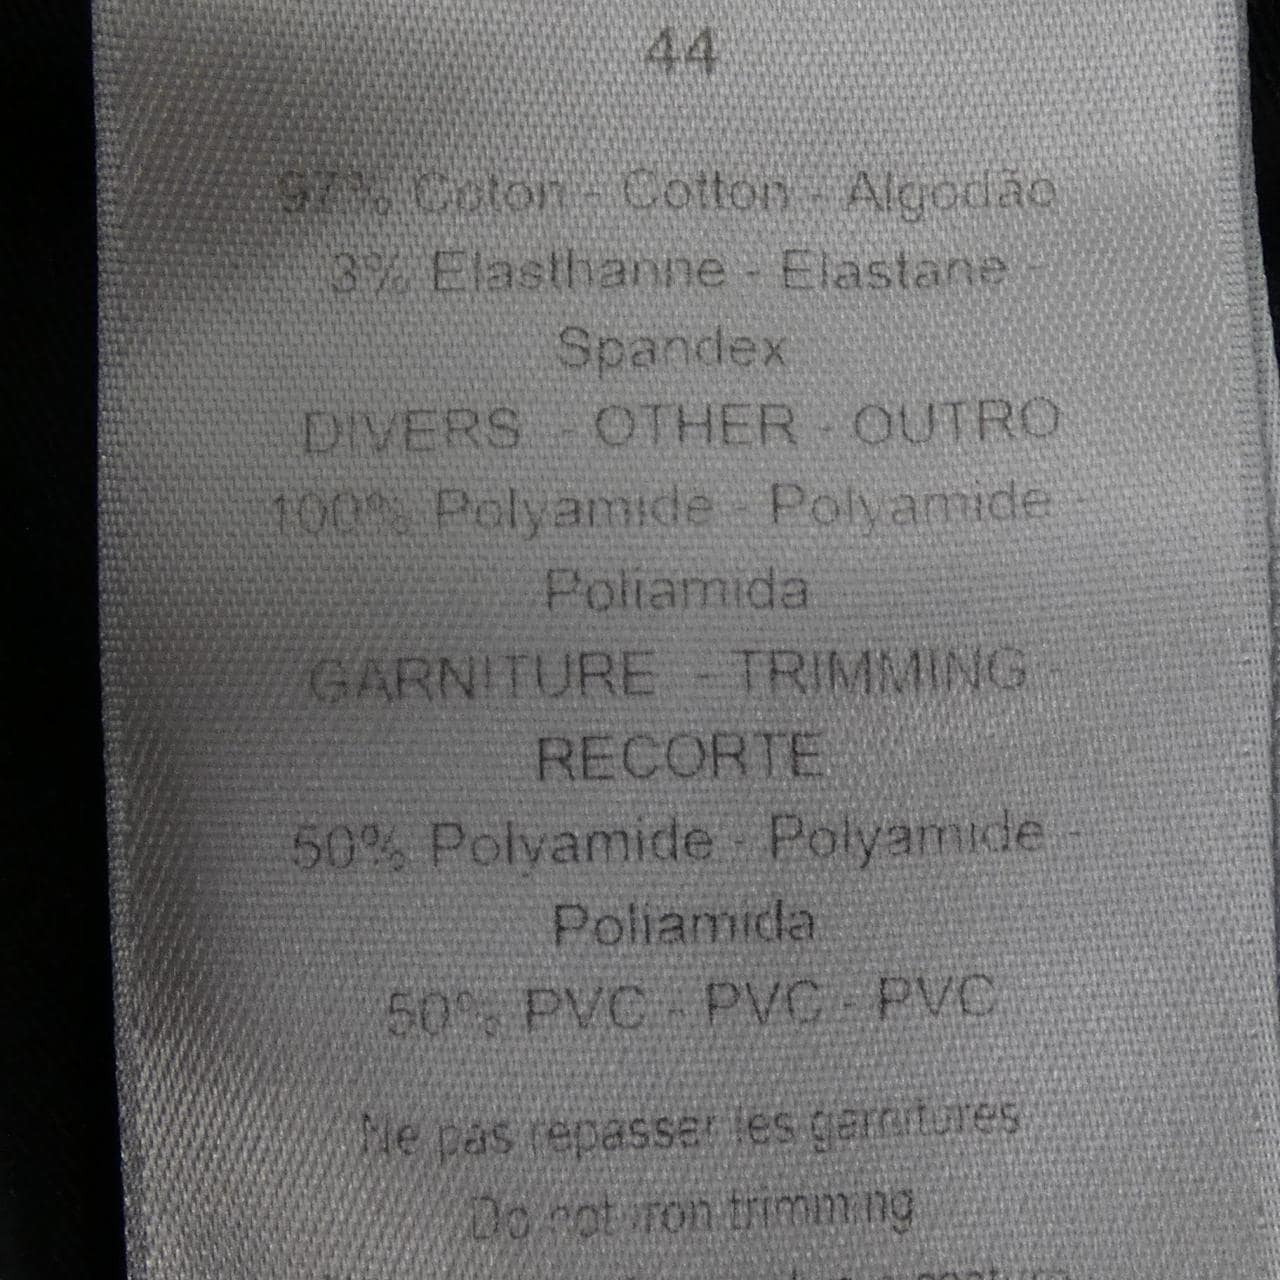 44
97% Coton - Cotton - Algodão
3% Elasthanne - Elastane -
Spandex
DIVERS - OTHER - OUTRO
100% Polyamide - Polyamide -
Poliamida
GARNITURE - TRIMMING -
RECORTE
50% Polyamide - Polyamide -
Poliamida
50% PVC - PVC - PVC
Ne pas repasser les garnitures
Do not iron trimming